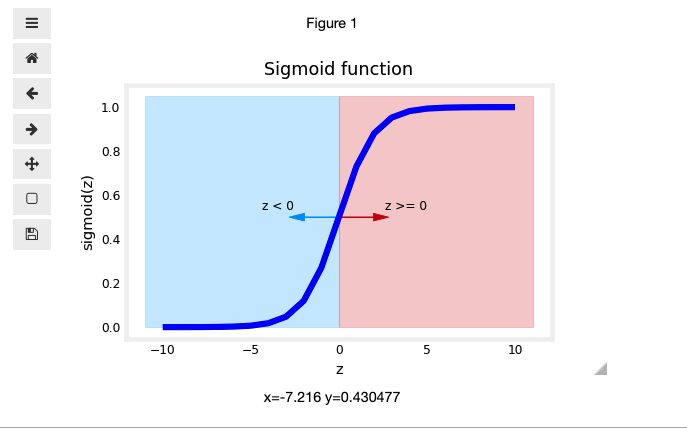 Figure 1
Sigmoid function
1.0
0.8
0.6
0.4
0.2
0.0
sigmoid(z)
z < 0
z >= 0
−10
−5
0
5
10
z
x=-7.216 y=0.430477